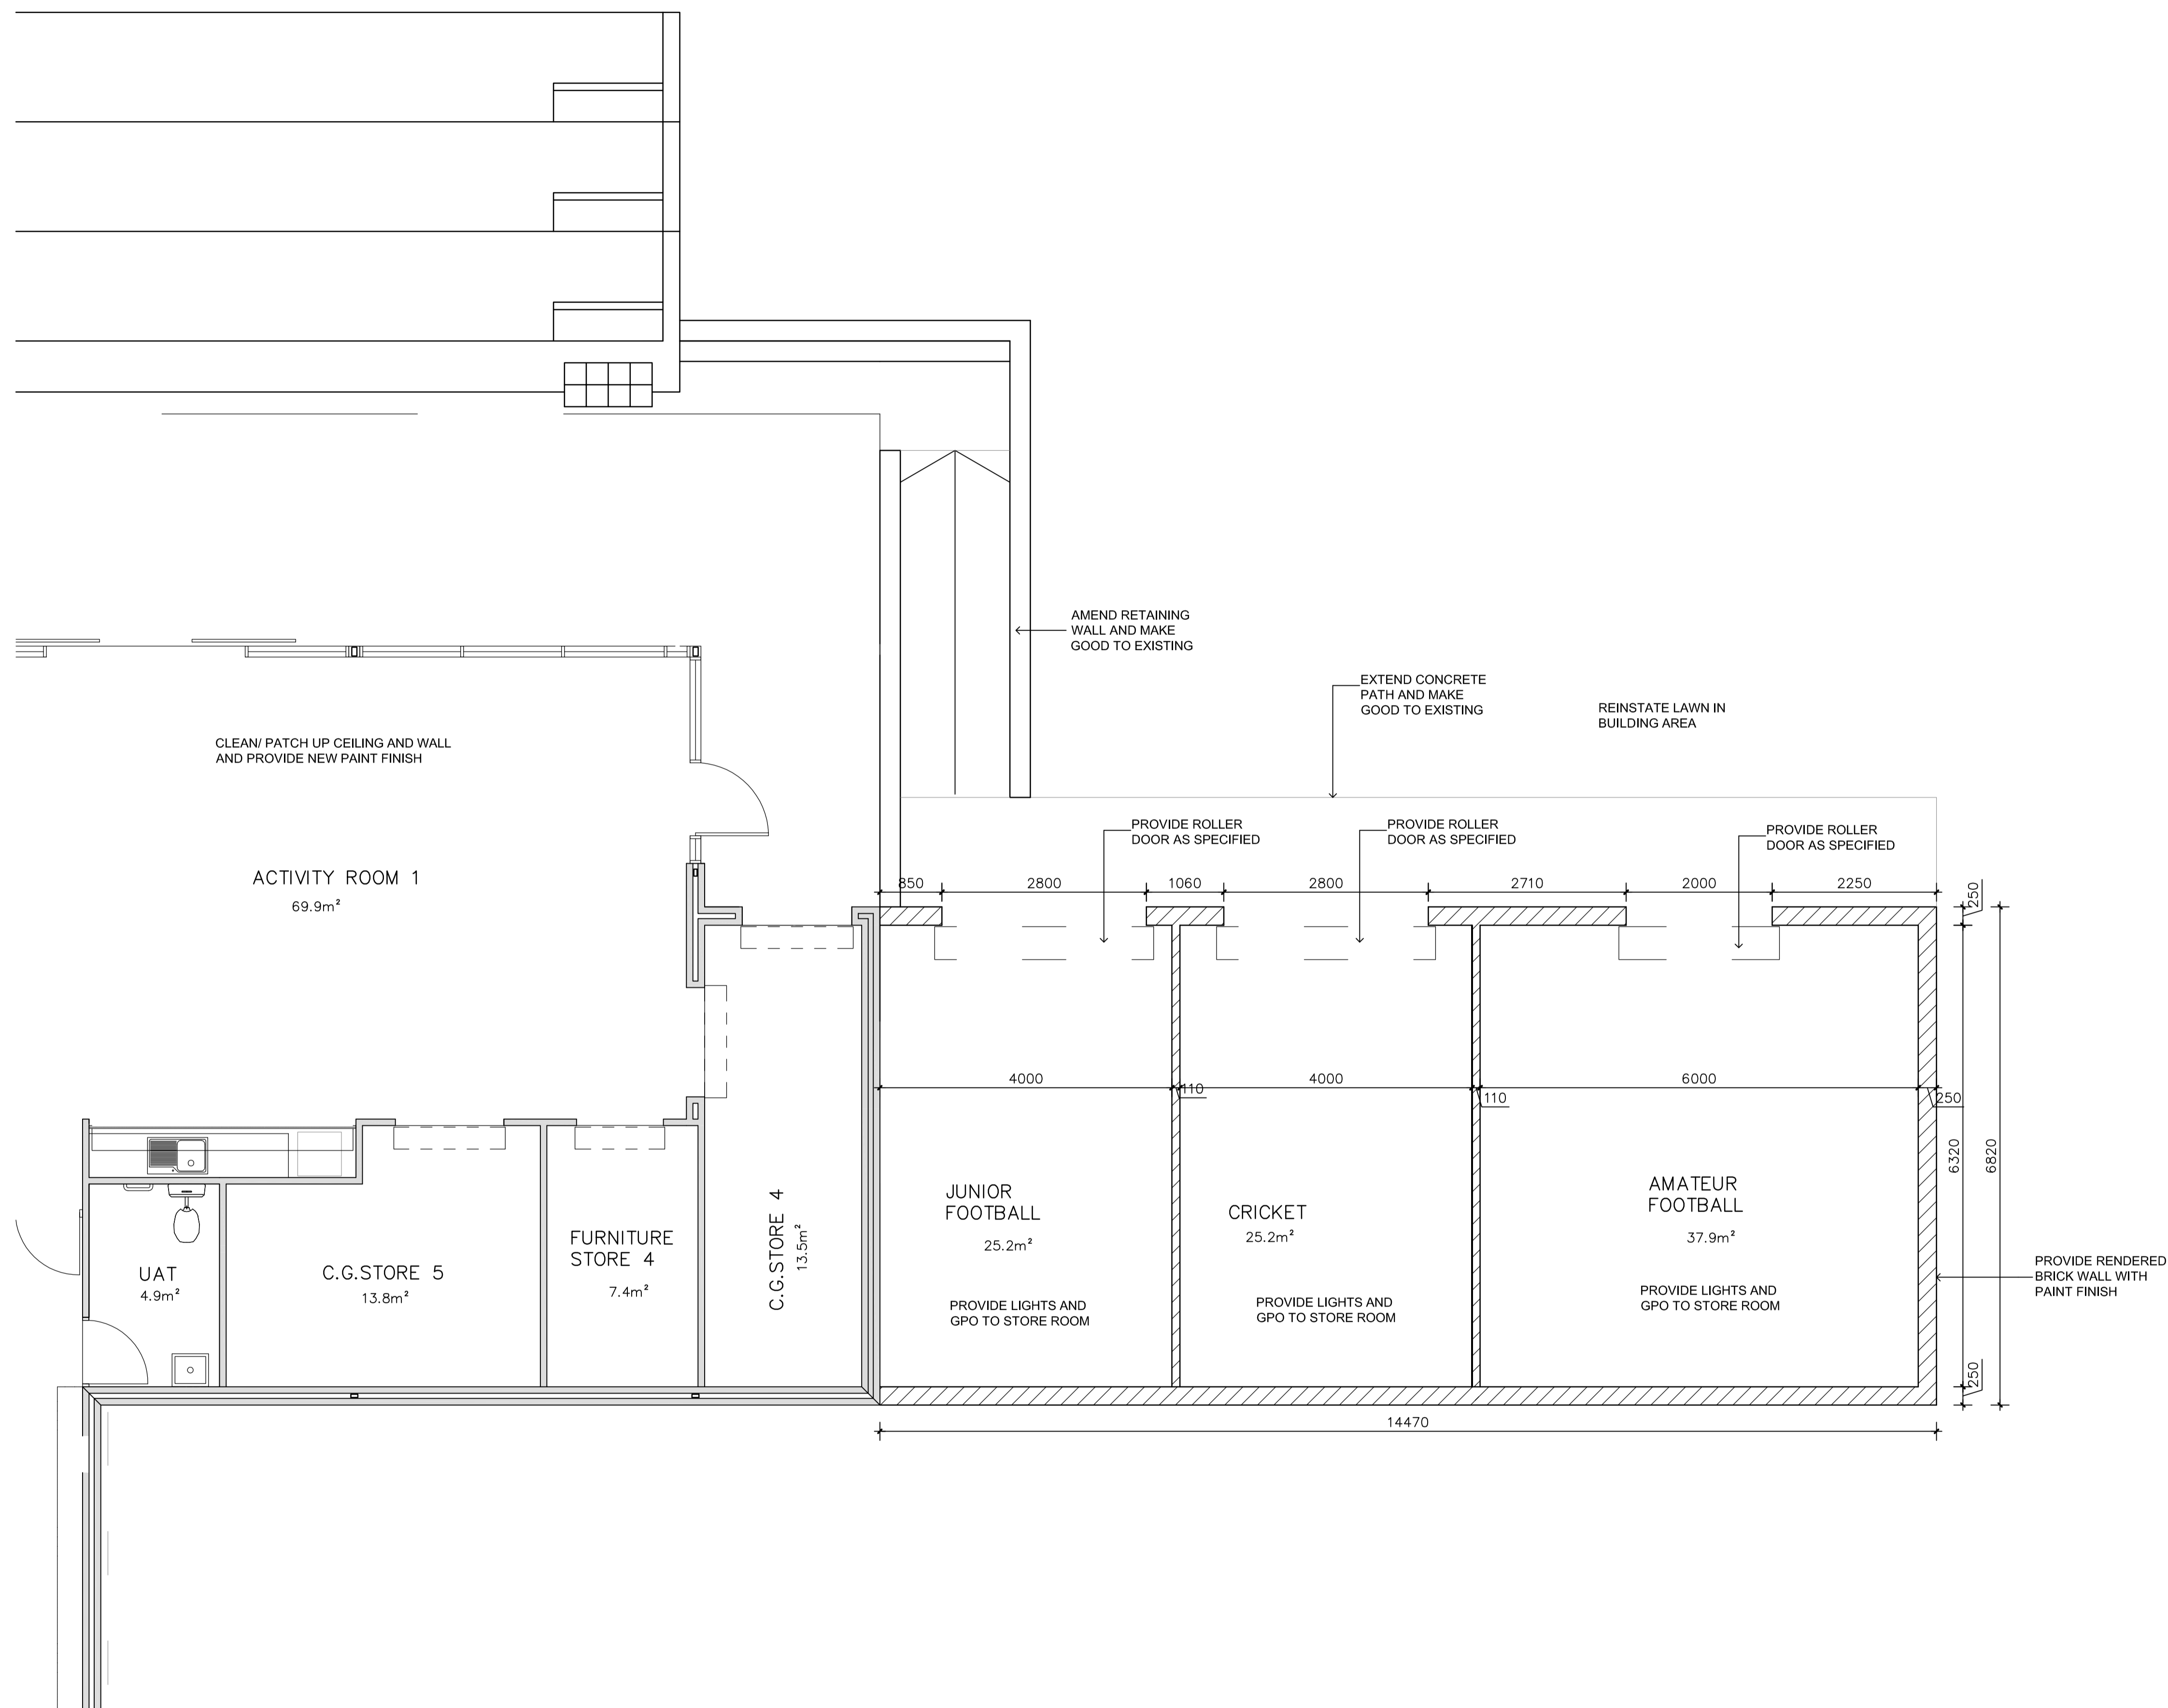 AMEND RETAINING
WALL AND MAKE
GOOD TO EXISTING
EXTEND CONCRETE
PATH AND MAKE
GOOD TO EXISTING
REINSTATE LAWN IN
BUILDING AREA
CLEAN/ PATCH UP CEILING AND WALL
AND PROVIDE NEW PAINT FINISH
PROVIDE ROLLER
DOOR AS SPECIFIED
PROVIDE ROLLER
DOOR AS SPECIFIED
PROVIDE ROLLER
DOOR AS SPECIFIED
ACTIVITY ROOM 1
69.9m²
850
2800
1060
2800
2710
2000
2250
250
4000
110
4000
110
6000
250
6320
6820
JUNIOR
FOOTBALL
25.2m²
CRICKET
25.2m²
AMATEUR
FOOTBALL
37.9m²
C.G.STORE 4
13.5m²
FURNITURE
STORE 4
7.4m²
C.G.STORE 5
13.8m²
UAT
4.9m²
PROVIDE LIGHTS AND
GPO TO STORE ROOM
PROVIDE LIGHTS AND
GPO TO STORE ROOM
PROVIDE LIGHTS AND
GPO TO STORE ROOM
PROVIDE RENDERED
BRICK WALL WITH
PAINT FINISH
250
14470